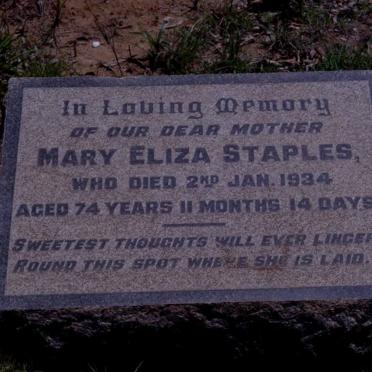 In Loving Memory
OF OUR DEAR MOTHER
MARY ELIZA STAPLES,
WHO DIED 2ND JAN. 1934
AGED 74 YEARS 11 MONTHS 14 DAYS
SWEETEST THOUGHTS WILL EVER LINGER
ROUND THIS SPOT WHERE SHE IS LAID.